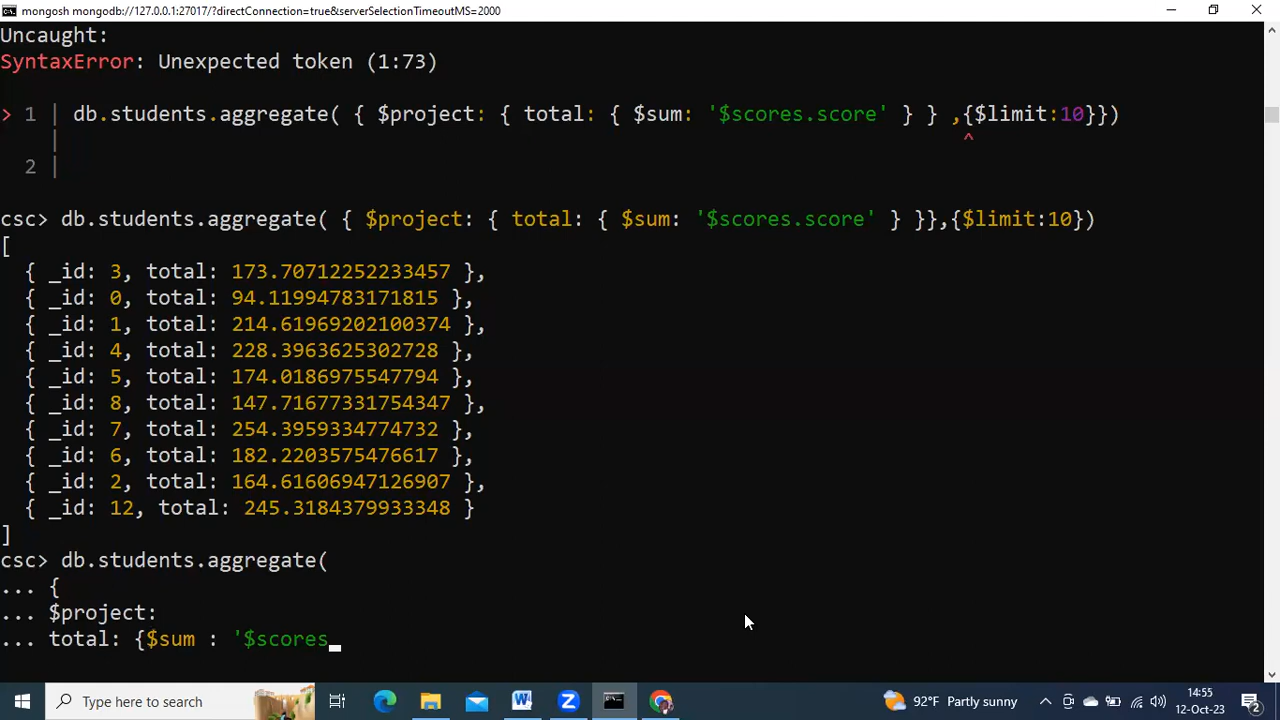 mongosh mongodb://127.0.0.1:27017/?directConnection=true&serverSelectionTimeoutMS=2000
Uncaught:
SyntaxError: Unexpected token (1:73)
> 1 | db.students.aggregate( { $project: { total: { $sum: '$scores.score' } } ,{$limit:10}})
| ^
2 |
csc> db.students.aggregate( { $project: { total: { $sum: '$scores.score' } }},{$limit:10})
[
{ _id: 3, total: 173.70712252233457 },
{ _id: 0, total: 94.11994783171815 },
{ _id: 1, total: 214.61969202100374 },
{ _id: 4, total: 228.3963625302728 },
{ _id: 5, total: 174.0186975547794 },
{ _id: 8, total: 147.71677331754347 },
{ _id: 7, total: 254.3959334774732 },
{ _id: 6, total: 182.2203575476617 },
{ _id: 2, total: 164.61606947126907 },
{ _id: 12, total: 245.3184379933348 }
]
csc> db.students.aggregate(
... {
... $project:
... total: {$sum : '$scores_
Type here to search
92°F Partly sunny
14:55
12-Oct-23
2